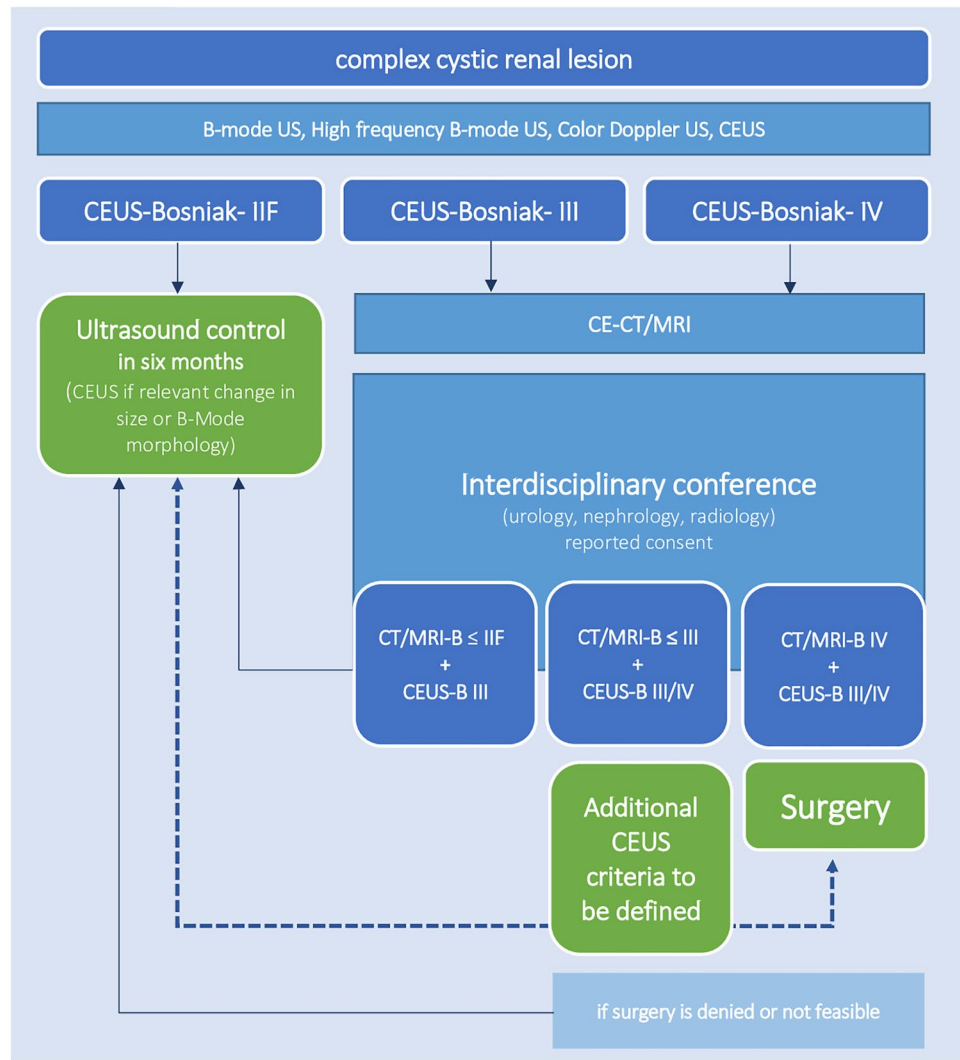 complex cystic renal lesion
B-mode US, High frequency B-mode US, Color Doppler US, CEUS
CEUS-Bosniak- IIF
CEUS-Bosniak- III
CEUS-Bosniak- IV
Ultrasound control
in six months
(CEUS if relevant change in
size or B-Mode
morphology)
CE-CT/MRI
Interdisciplinary conference
(urology, nephrology, radiology)
reported consent
CT/MRI-B ≤ IIF
+
CEUS-B III
CT/MRI-B ≤ III
+
CEUS-B III/IV
CT/MRI-B IV
+
CEUS-B III/IV
Additional
CEUS
criteria to
be defined
Surgery
if surgery is denied or not feasible